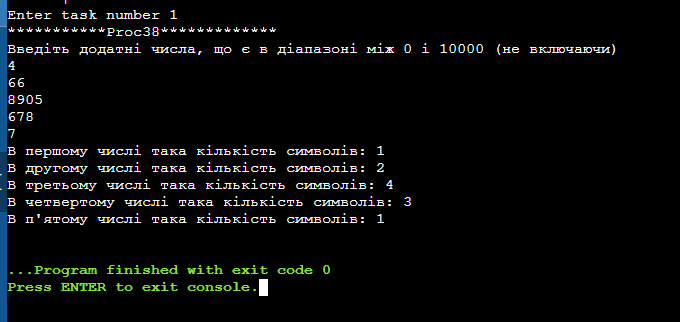 Enter task number 1
***********Proc38*************
Введіть додатні числа, що є в діапазоні між 0 і 10000 (не включаючи)
4
66
8905
678
7
В першому числі така кількість символів: 1
В другому числі така кількість символів: 2
В третьому числі така кількість символів: 4
В четвертому числі така кількість символів: 3
В п'ятому числі така кількість символів: 1
...Program finished with exit code 0
Press ENTER to exit console.